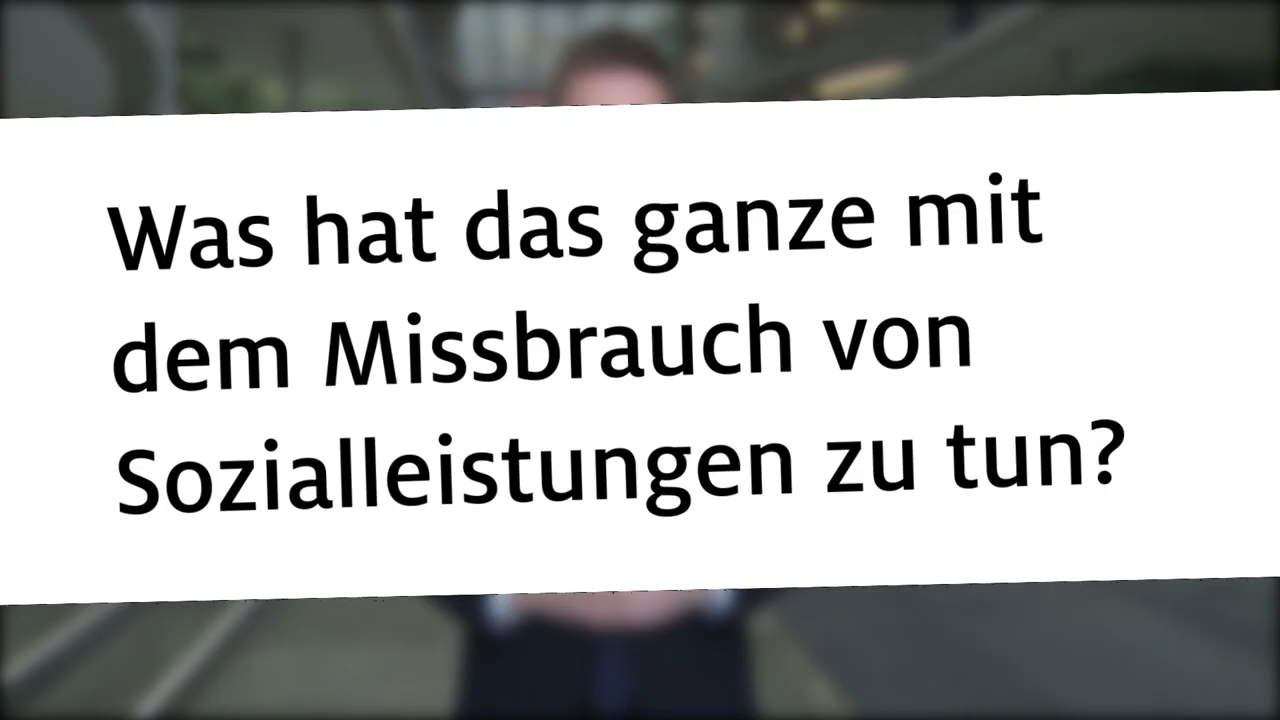 Was hat das ganze mit
dem Missbrauch von
Sozialleistungen zu tun?